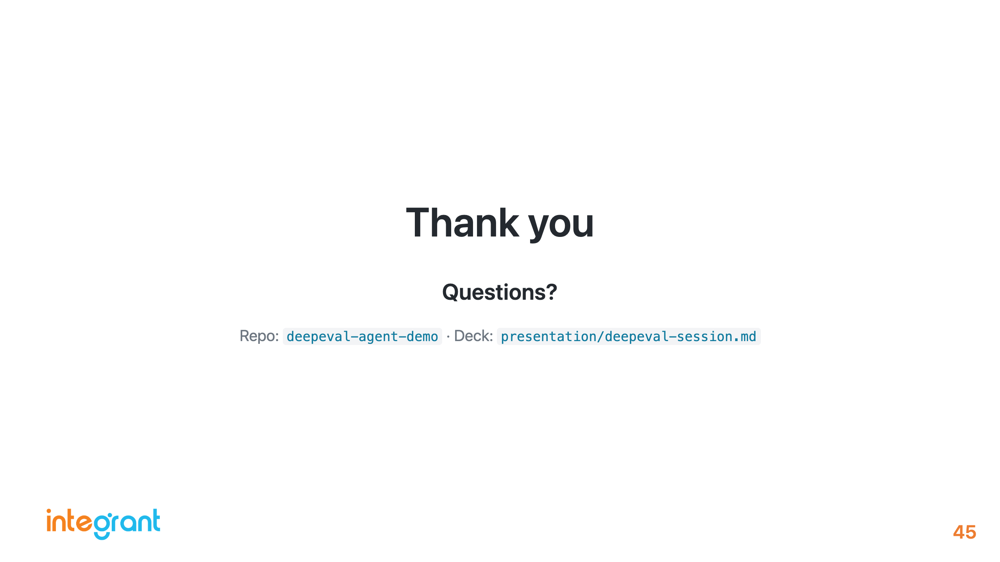 Thank you
Questions?
Repo: deepeval-agent-demo · Deck: presentation/deepeval-session.md
integrant
45